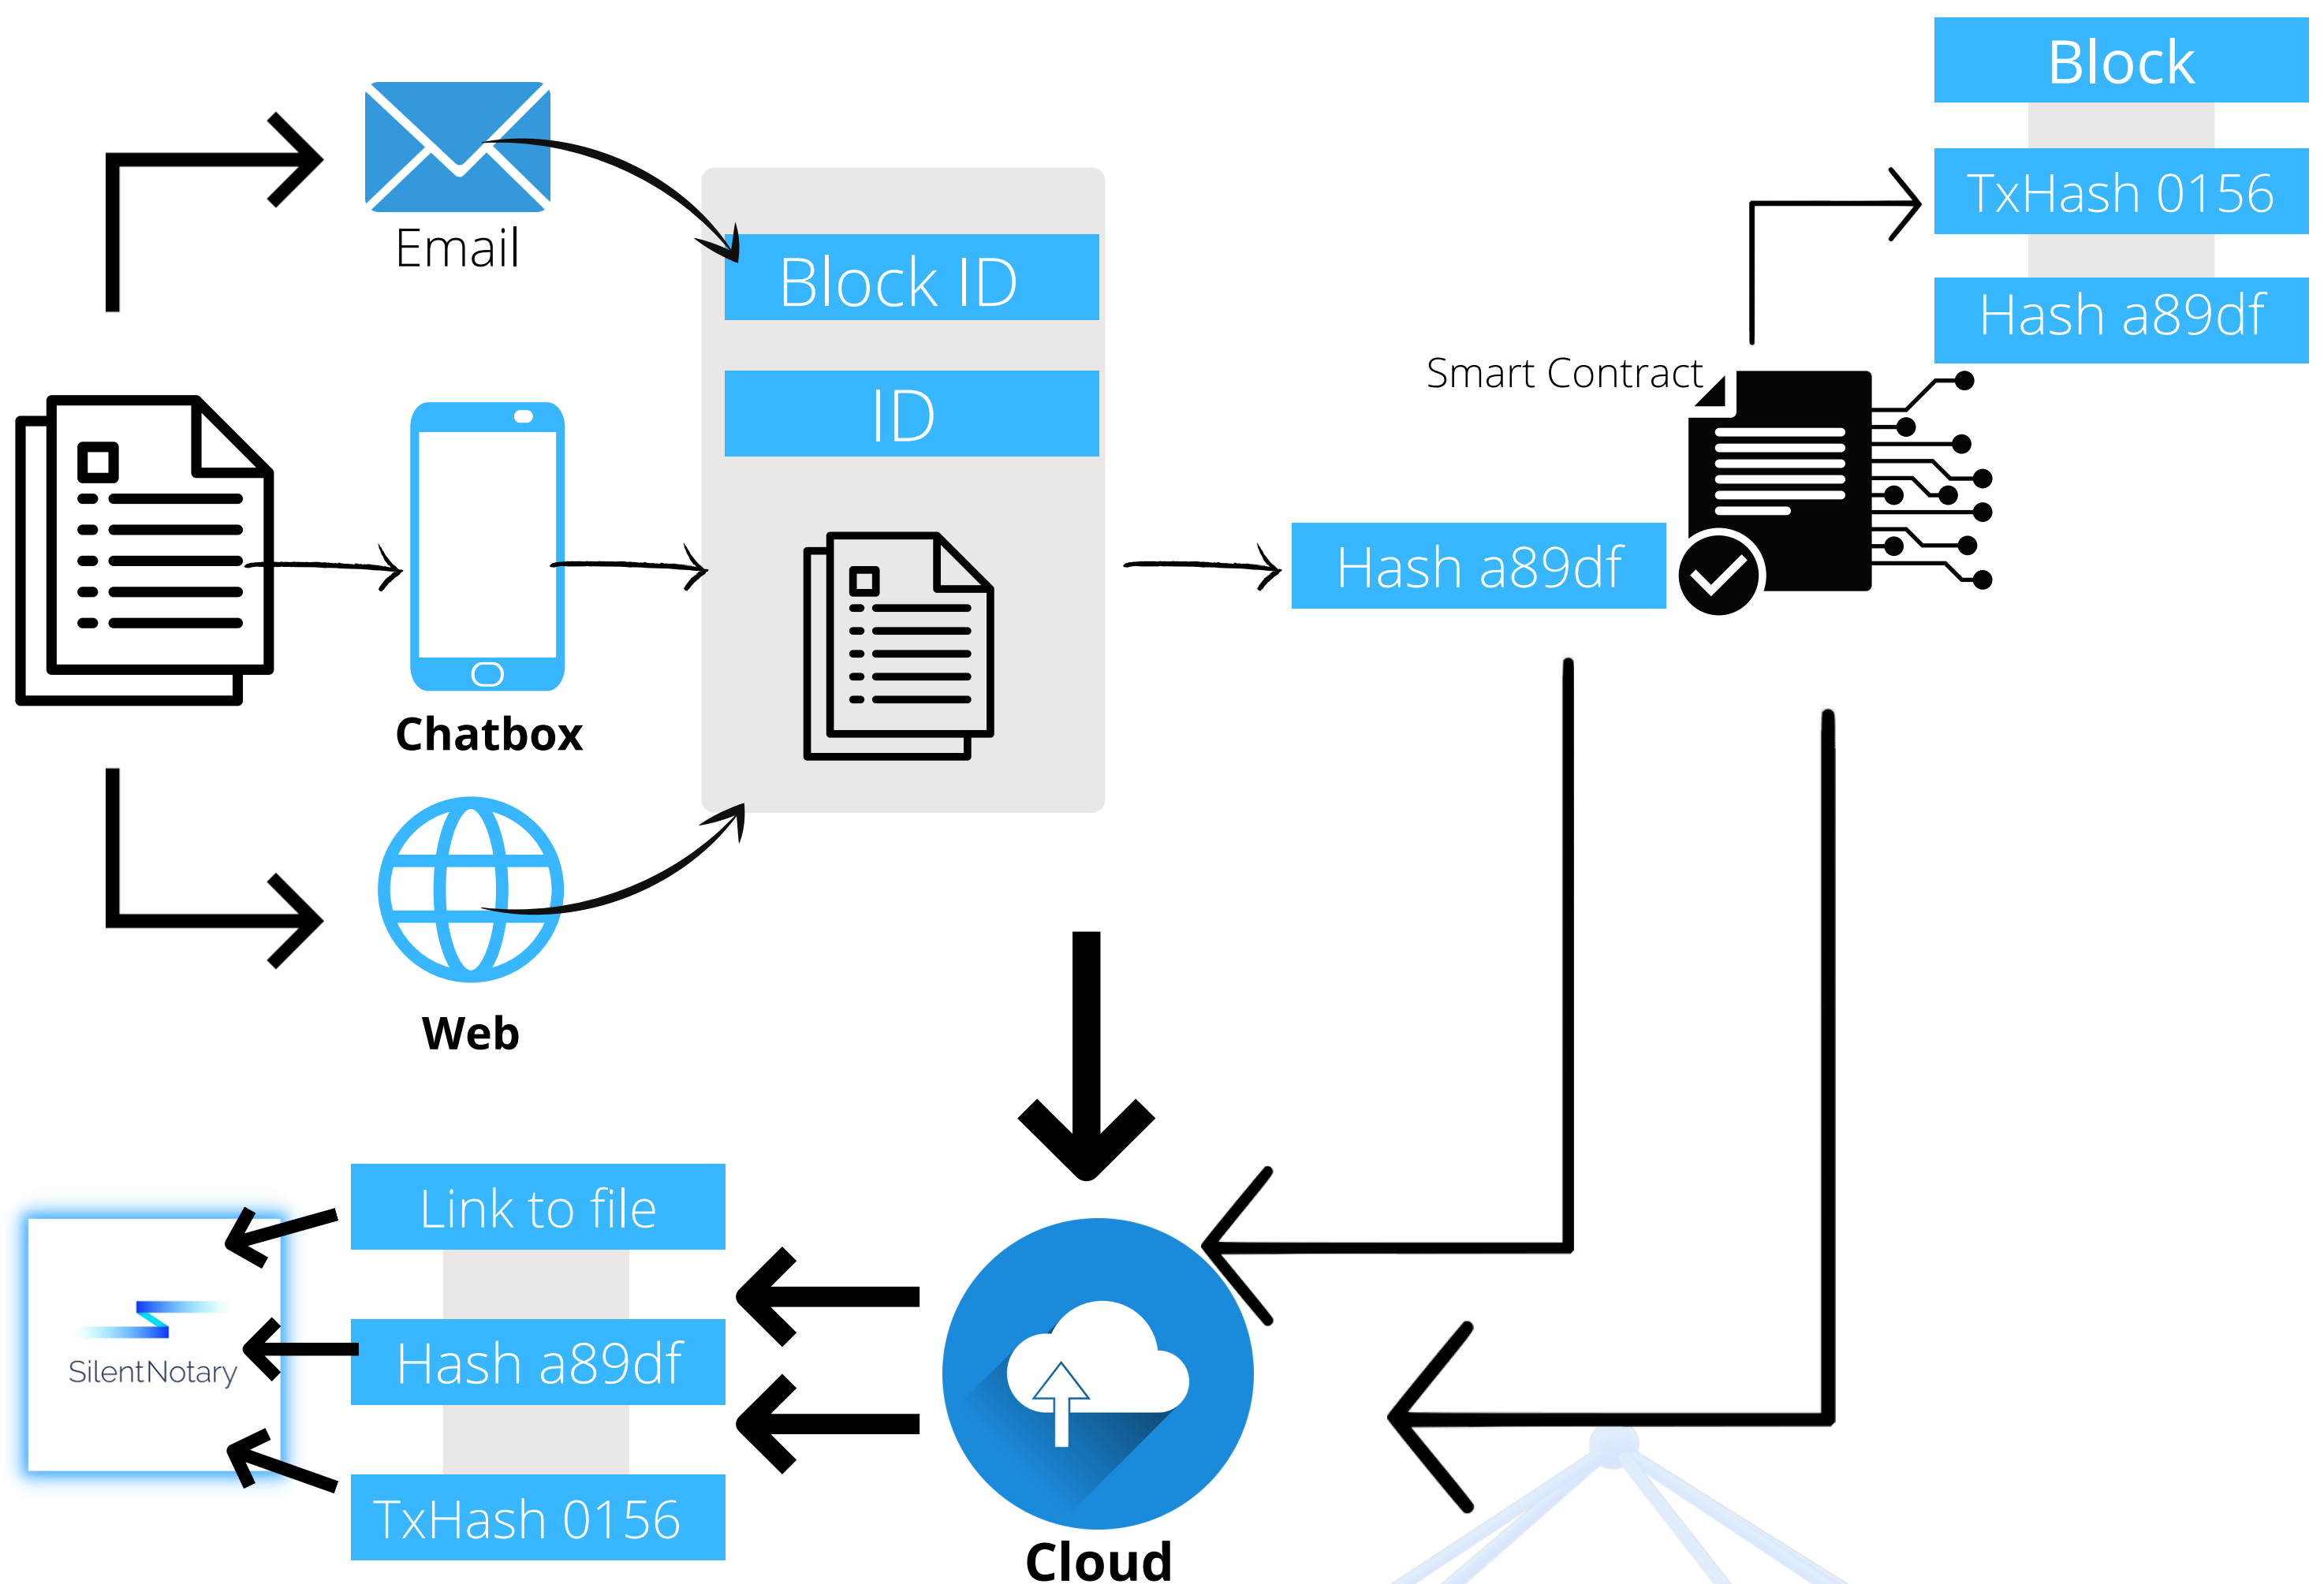 Block
TxHash 0156
Hash a89df
Email
Block ID
ID
Smart Contract
Hash a89df
Chatbox
Web
Link to file
Hash a89df
TxHash 0156
SilentNotary
Cloud